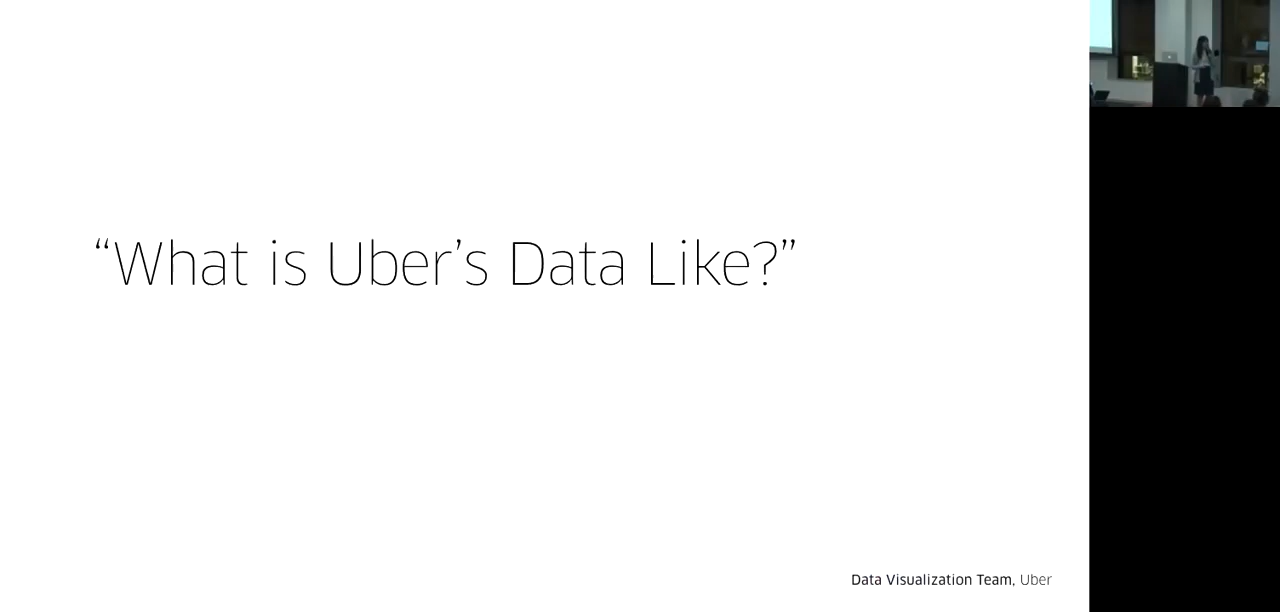 “What is Uber’s Data Like?”
Data Visualization Team, Uber